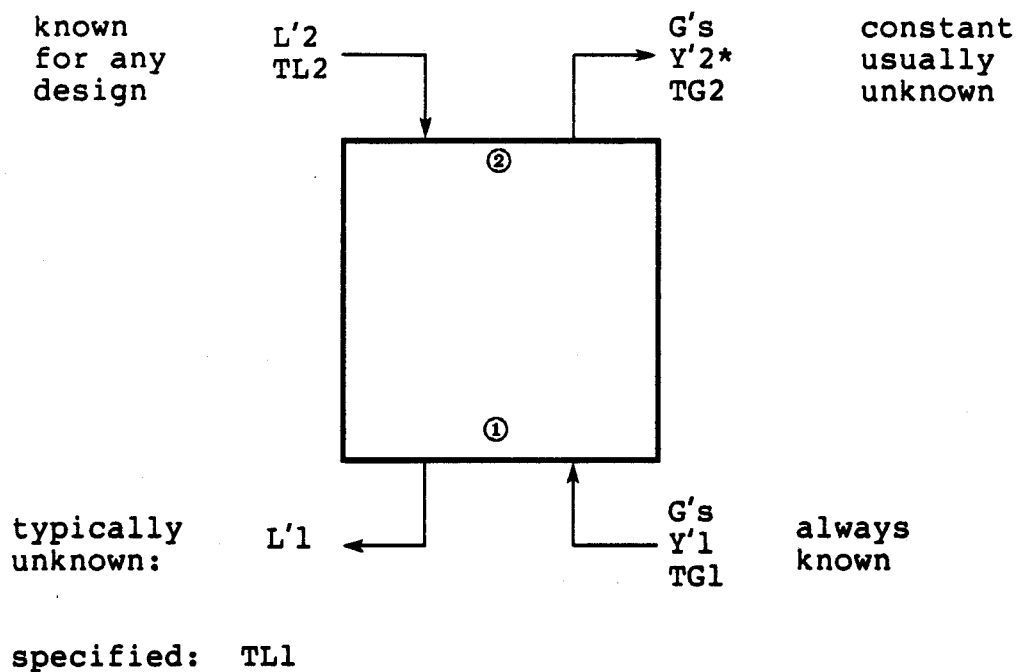 known
for any
design
L'2
TL2
G's
Y'2*
TG2
constant
usually
unknown
②
①
typically
unknown:
L'1
G's
Y'1
TG1
always
known
specified: TL1